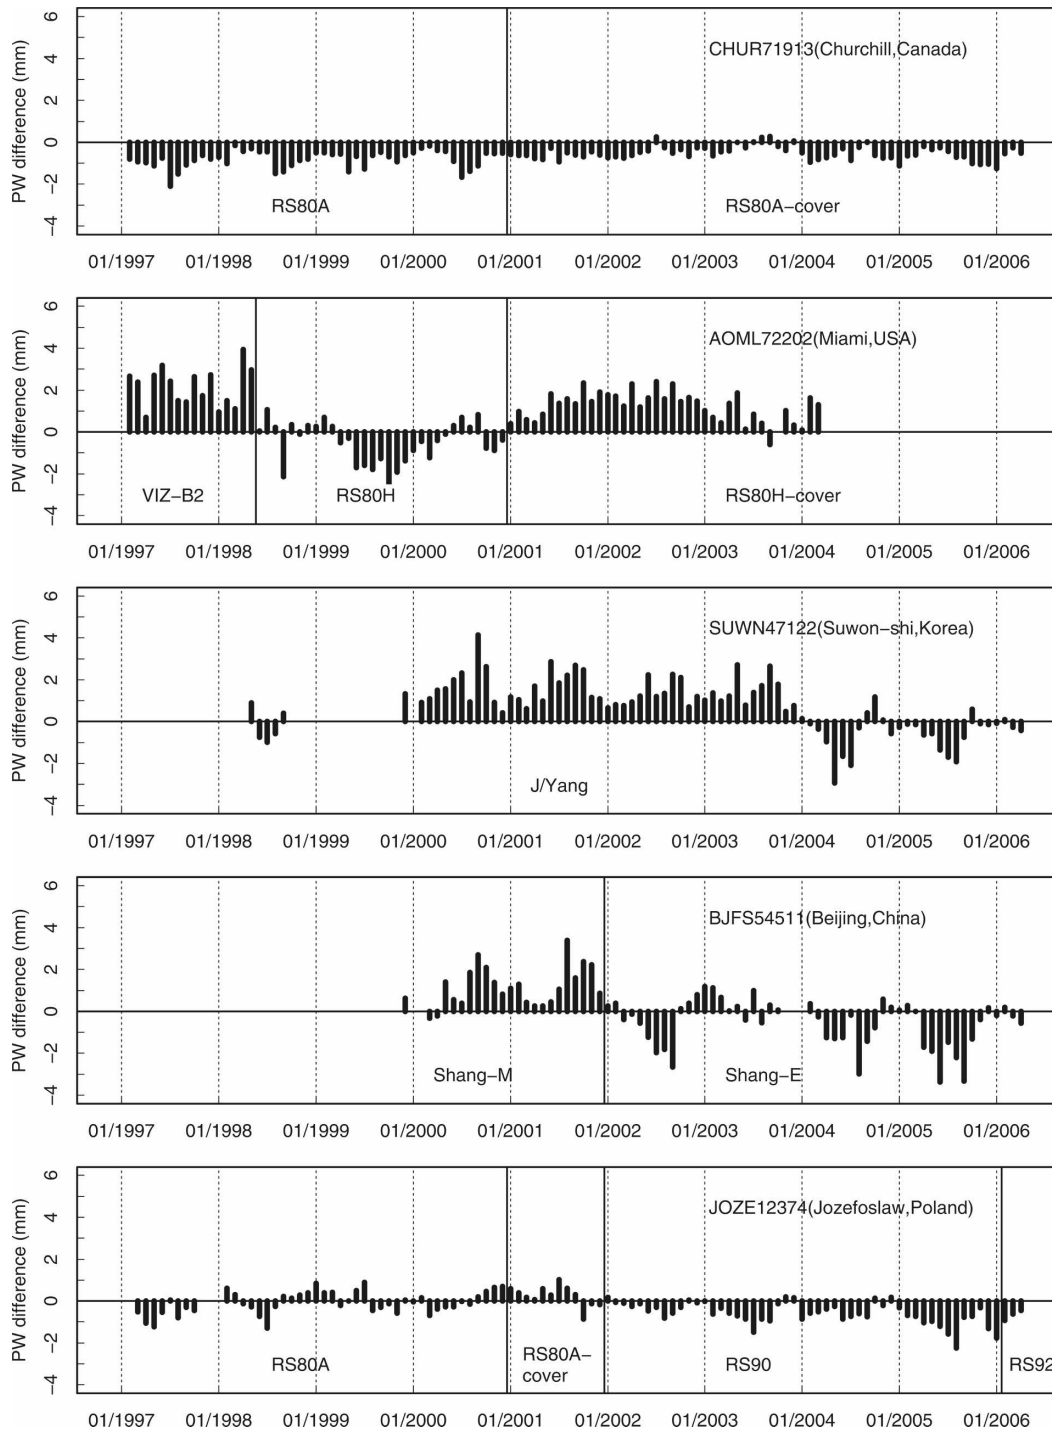 PW difference (mm)
6
4
2
0
−2
−4
CHUR71913(Churchill,Canada)
RS80A
RS80A−cover
01/1997 01/1998 01/1999 01/2000 01/2001 01/2002 01/2003 01/2004 01/2005 01/2006
PW difference (mm)
6
4
2
0
−2
−4
AOML72202(Miami,USA)
VIZ−B2
RS80H
RS80H−cover
01/1997 01/1998 01/1999 01/2000 01/2001 01/2002 01/2003 01/2004 01/2005 01/2006
PW difference (mm)
6
4
2
0
−2
−4
SUWN47122(Suwon−shi,Korea)
J/Yang
01/1997 01/1998 01/1999 01/2000 01/2001 01/2002 01/2003 01/2004 01/2005 01/2006
PW difference (mm)
6
4
2
0
−2
−4
BJFS54511(Beijing,China)
Shang−M
Shang−E
01/1997 01/1998 01/1999 01/2000 01/2001 01/2002 01/2003 01/2004 01/2005 01/2006
PW difference (mm)
6
4
2
0
−2
−4
JOZE12374(Jozefoslaw,Poland)
RS80A
RS80A−
cover
RS90
RS92
01/1997 01/1998 01/1999 01/2000 01/2001 01/2002 01/2003 01/2004 01/2005 01/2006